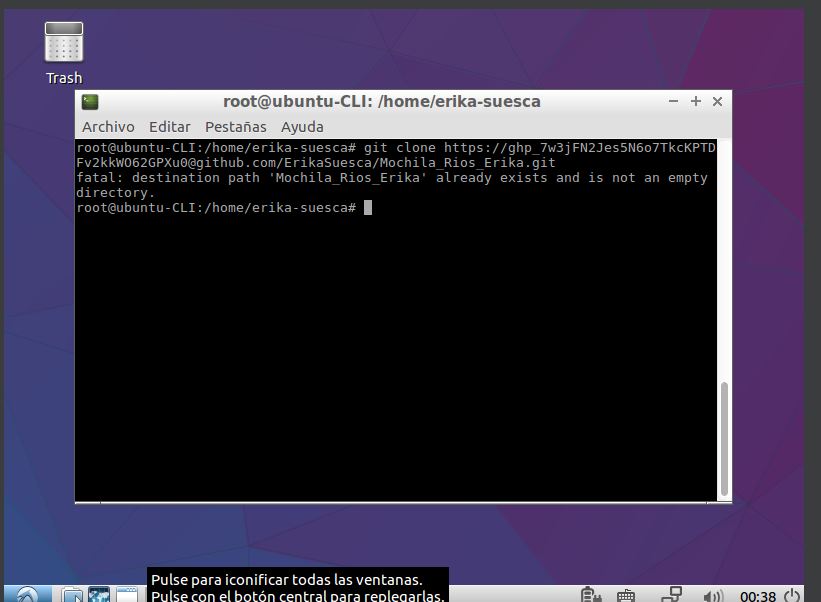 Trash
root@ubuntu-CLI: /home/erika-suesca
Archivo Editar Pestañas Ayuda
root@ubuntu-CLI:/home/erika-suesca# git clone https://ghp_7w3jFN2Jes5N6o7TkcKPTD
Fv2kkWO62GPXu0@github.com/ErikaSuesca/Mochila_Rios_Erika.git
fatal: destination path 'Mochila_Rios_Erika' already exists and is not an empty
directory.
root@ubuntu-CLI:/home/erika-suesca#
Pulse para iconificar todas las ventanas.
Pulse con el botón central para replegarlas.
00:38